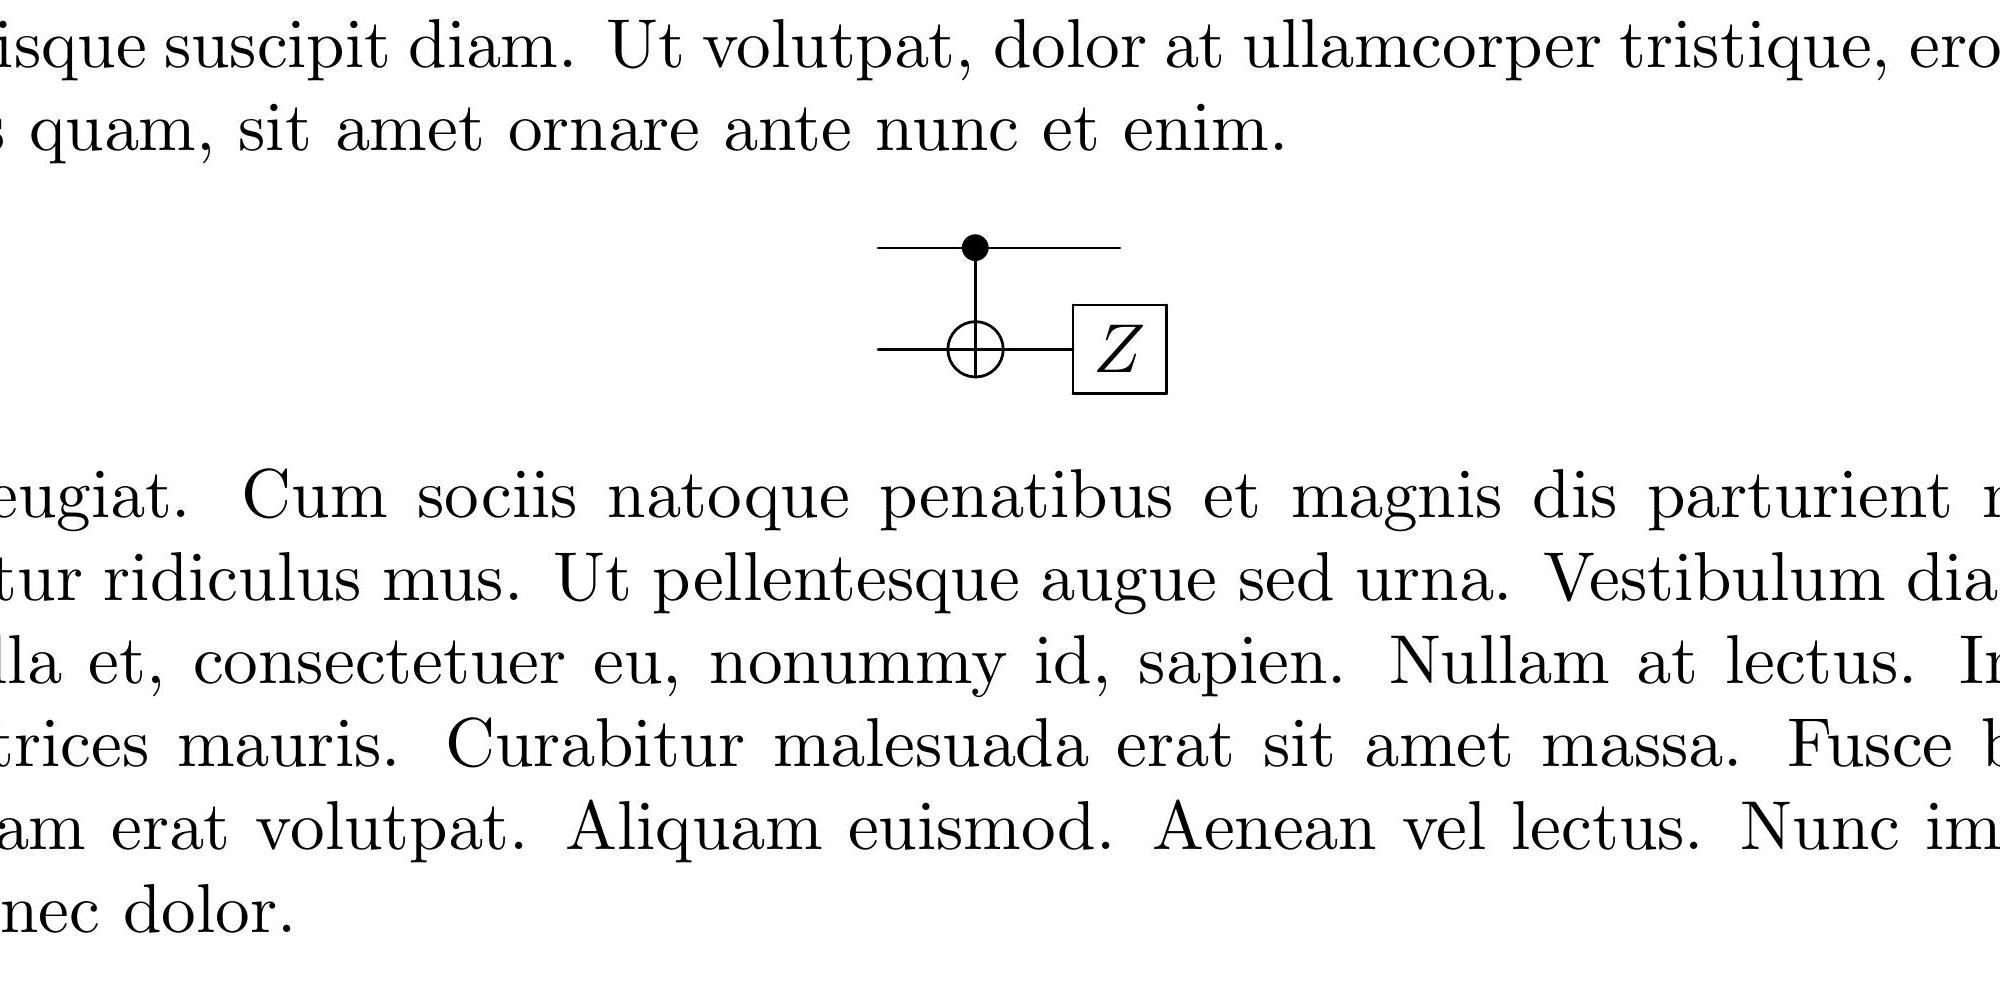 isque suscipit diam. Ut volutpat, dolor at ullamcorper tristique, ero
quam, sit amet ornare ante nunc et enim.
Z
eugiat. Cum sociis natoque penatibus et magnis dis parturient
tur ridiculus mus. Ut pellentesque augue sed urna. Vestibulum dia
lla et, consectetuer eu, nonummy id, sapien. Nullam at lectus. In
trices mauris. Curabitur malesuada erat sit amet massa. Fusce
am erat volutpat. Aliquam euismod. Aenean vel lectus. Nunc im
nec dolor.